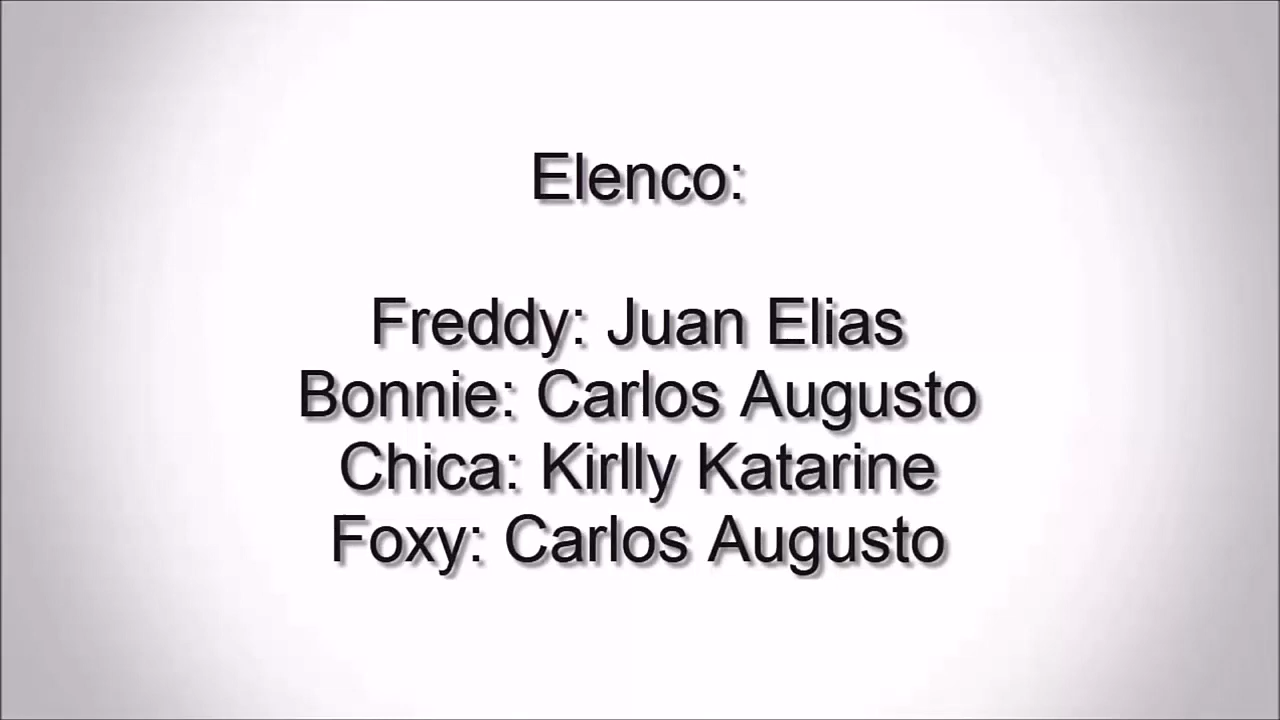 Elenco:
Freddy: Juan Elias
Bonnie: Carlos Augusto
Chica: Kirlly Katarine
Foxy: Carlos Augusto